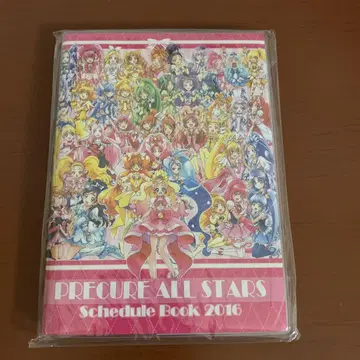 PRECURE ALL STARS
Schedule Book 2016